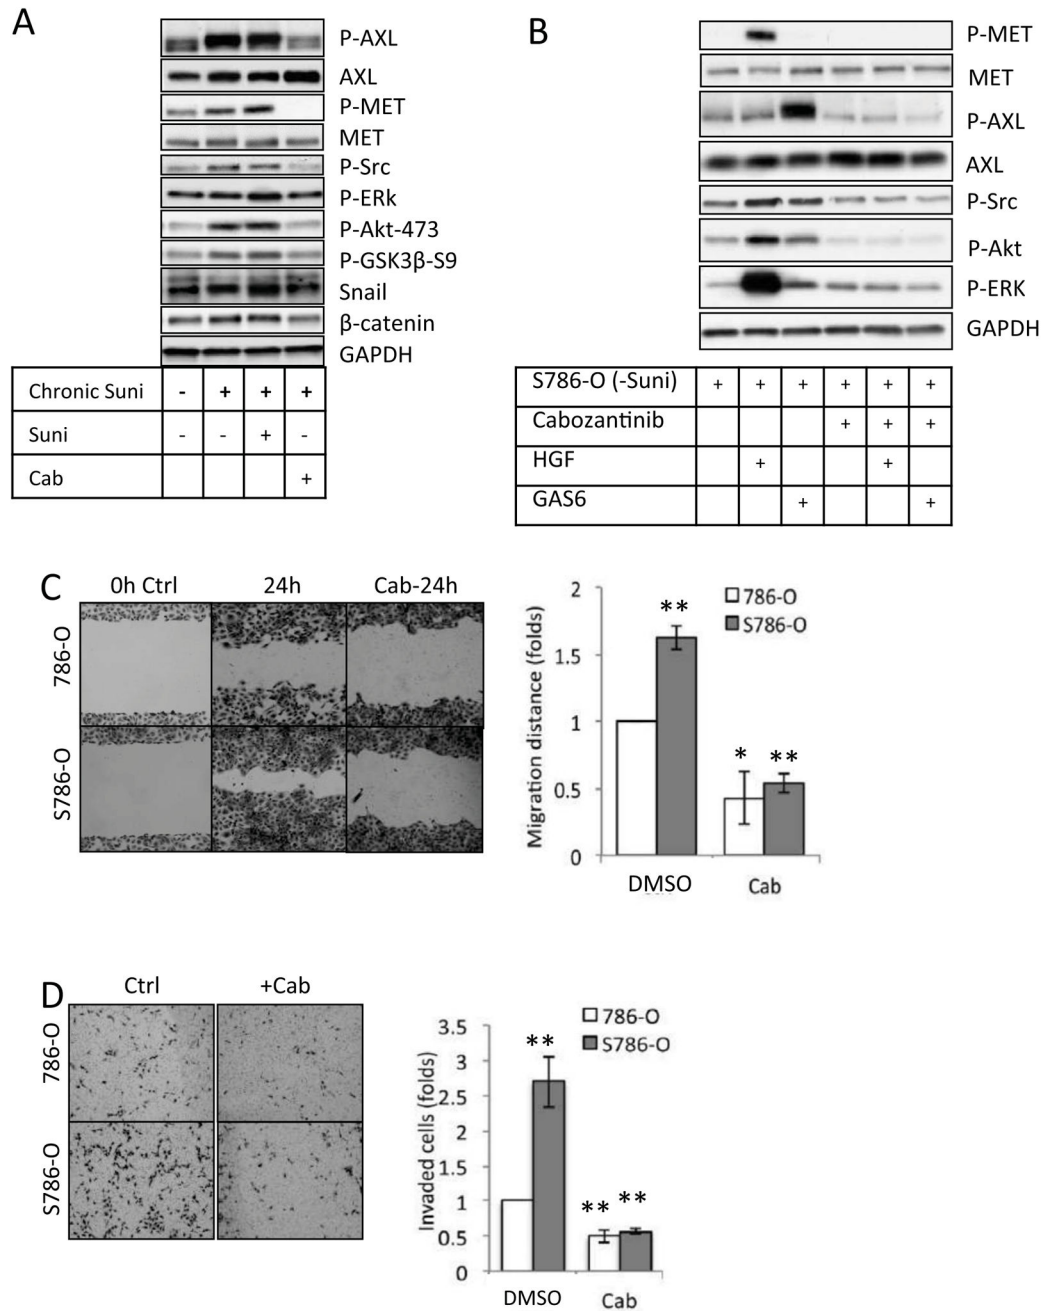 A
P-AXL
AXL
P-MET
MET
P-Src
P-ERk
P-Akt-473
P-GSK3β-S9
Snail
β-catenin
GAPDH
Chronic Suni - + + +
Suni - - + -
Cab +
B
P-MET
MET
P-AXL
AXL
P-Src
P-Akt
P-ERK
GAPDH
S786-O (-Suni) + + + + + +
Cabozantinib + + +
HGF + +
GAS6 + +
C
0h Ctrl 24h Cab-24h
786-O
S786-O
Migration distance (folds)
2
1.5
1
0.5
0
786-O
S786-O
**
* **
DMSO Cab
D
Ctrl +Cab
786-O
S786-O
Invaded cells (folds)
3.5
3
2.5
2
1.5
1
0.5
0
786-O
S786-O
**
** **
DMSO Cab